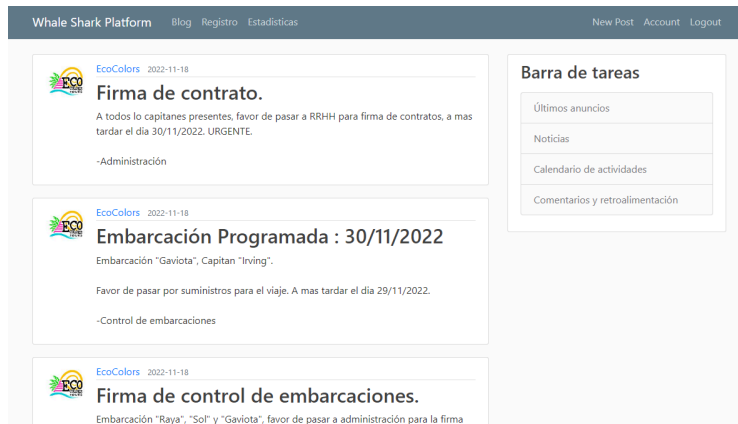 Whale Shark Platform Blog Registro Estadísticas New Post Account Logout
EcoColors 2022-11-18
Firma de contrato.
A todos lo capitanes presentes, favor de pasar a RRHH para firma de contratos, a mas
tardar el dia 30/11/2022. URGENTE.
-Administración
EcoColors 2022-11-18
Embarcación Programada : 30/11/2022
Embarcación "Gaviota", Capitan "Irving".
Favor de pasar por suministros para el viaje. A mas tardar el dia 29/11/2022.
-Control de embarcaciones
EcoColors 2022-11-18
Firma de control de embarcaciones.
Embarcación "Raya", "Sol" y "Gaviota", favor de pasar a administración para la firma
Barra de tareas
Últimos anuncios
Noticias
Calendario de actividades
Comentarios y retroalimentación
ECO
ECO
ECO